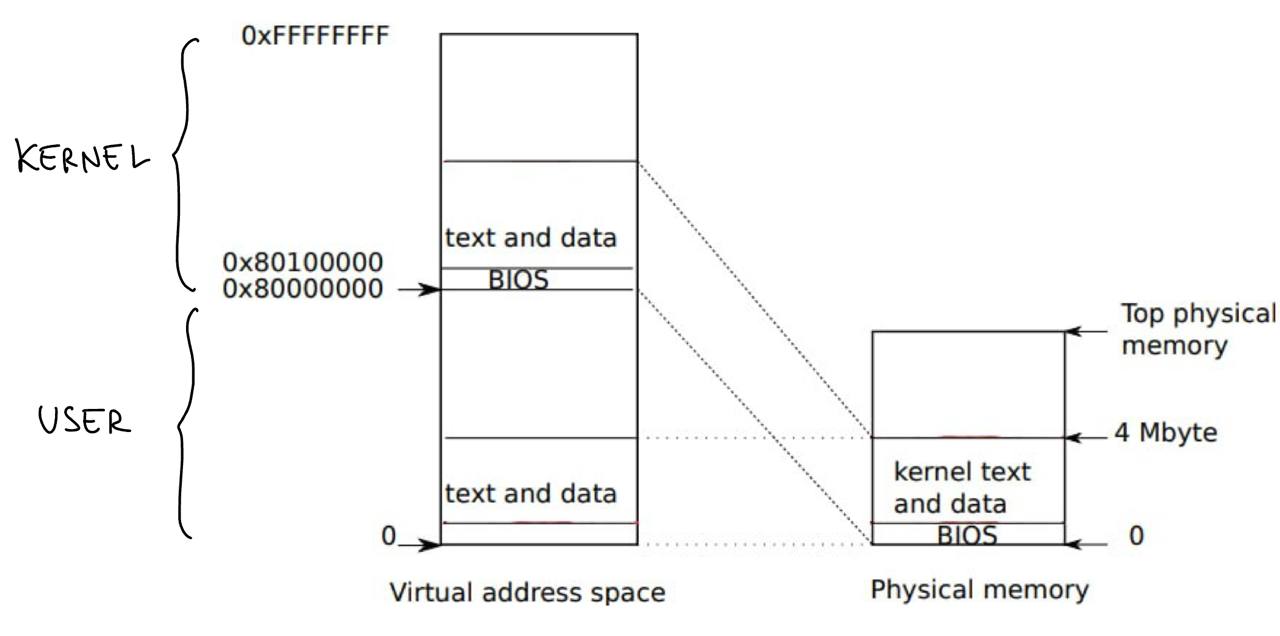 0xFFFFFFFF
KERNEL
text and data
0x80100000
0x80000000
BIOS
USER
text and data
0
Virtual address space
Top physical
memory
4 Mbyte
kernel text
and data
BIOS
0
Physical memory